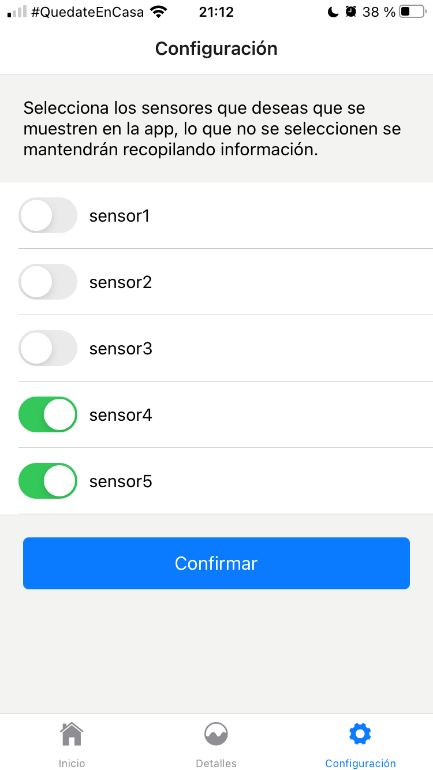 #QuedateEnCasa 21:12 38 %
Configuración
Selecciona los sensores que deseas que se
muestren en la app, lo que no se seleccionen se
mantendrán recopilando información.
sensor1
sensor2
sensor3
sensor4
sensor5
Confirmar
Inicio Detalles Configuración